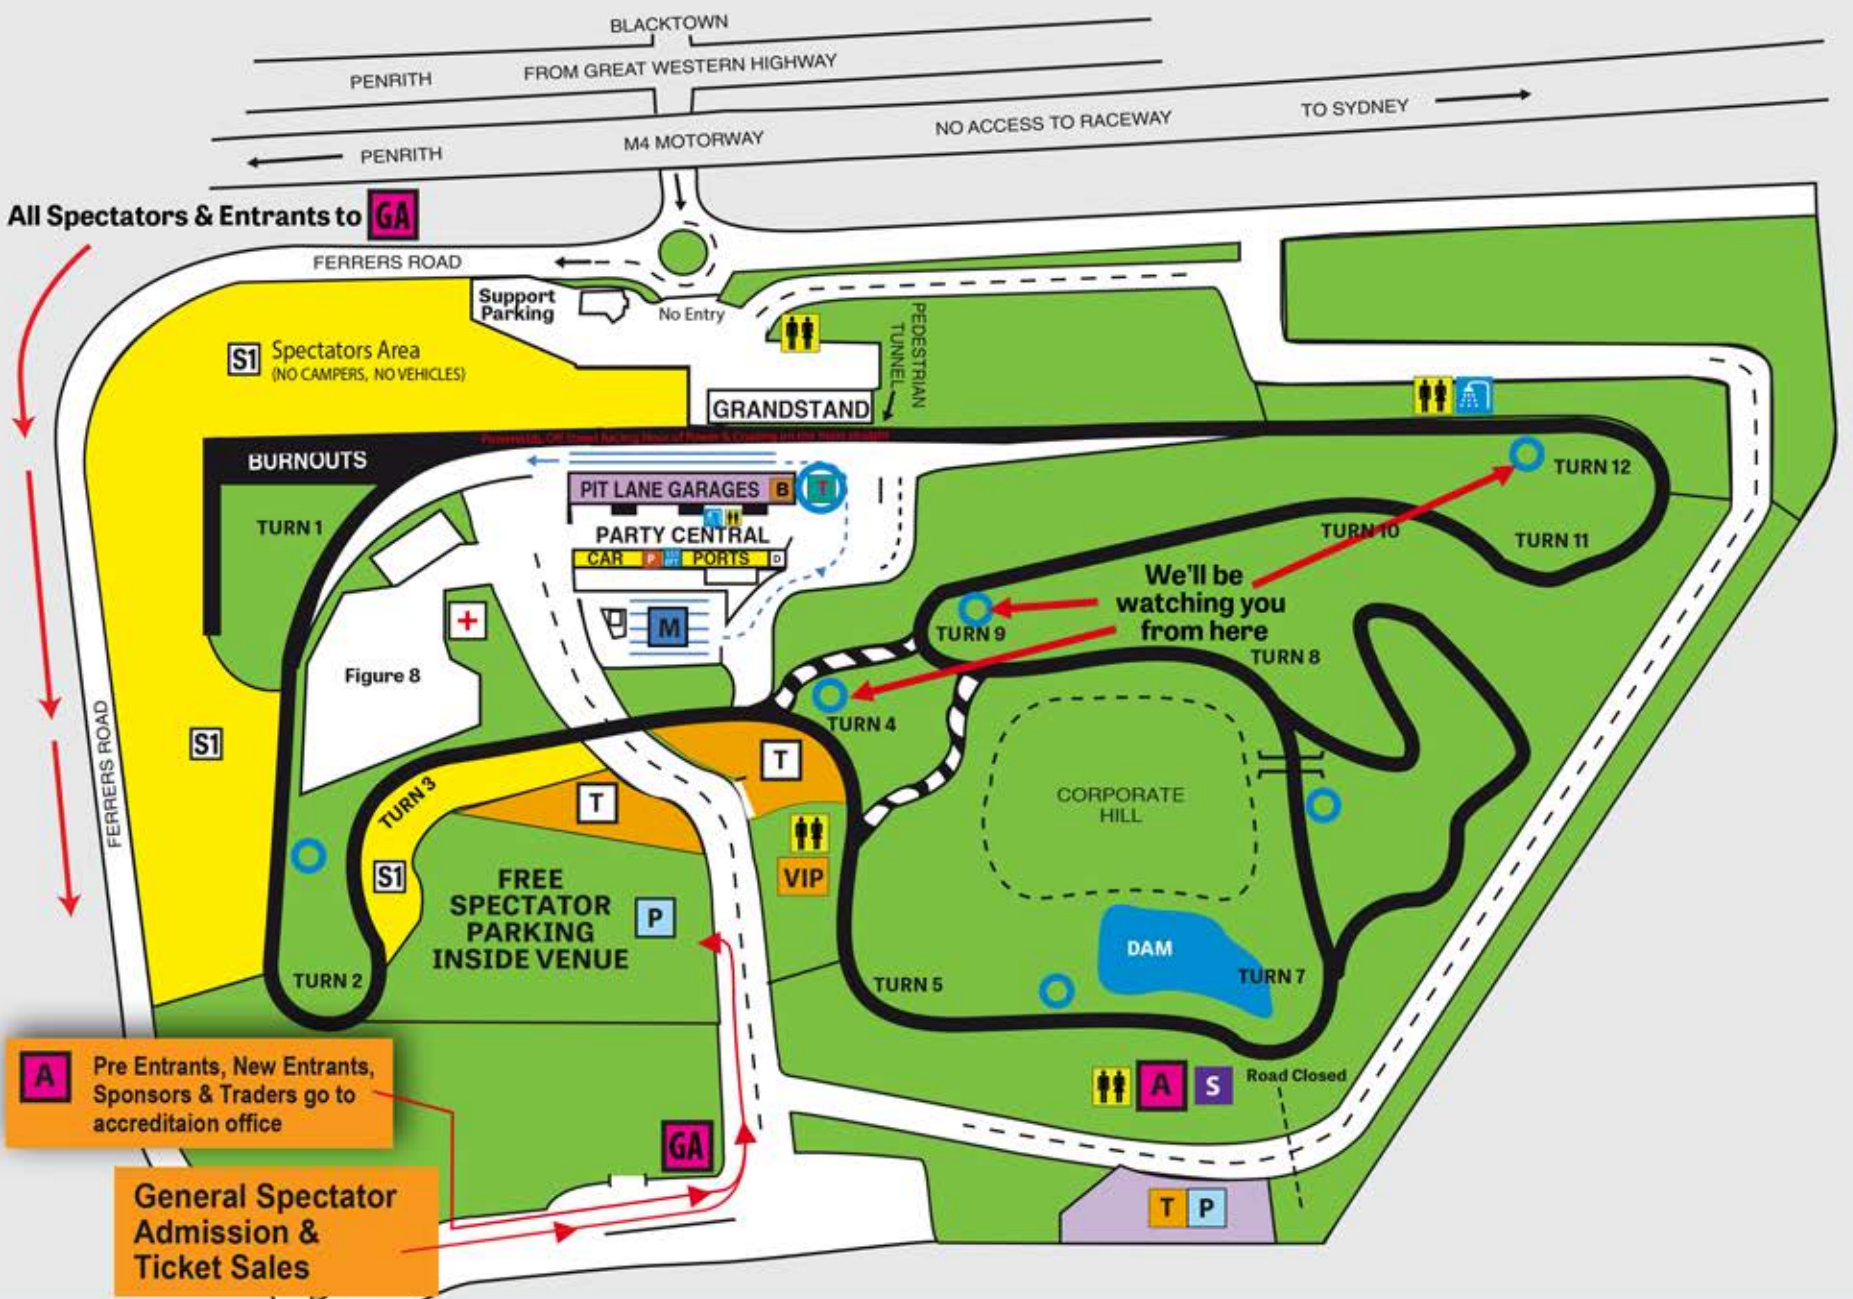 BLACKTOWN
PENRITH
FROM GREAT WESTERN HIGHWAY
TO SYDNEY
NO ACCESS TO RACEWAY
M4 MOTORWAY
PENRITH
All Spectators & Entrants to GA
FERRERS ROAD
Support
Parking
No Entry
PEDESTRIAN
TUNNEL
S1 Spectators Area
(NO CAMPERS, NO VEHICLES)
GRANDSTAND
BURNOUTS
TURN 12
PIT LANE GARAGES B
T
TURN 1
PARTY CENTRAL
TURN 10
TURN 11
CAR P PORTS D
We'll be
watching you
from here
M
TURN 9
Figure 8
TURN 8
TURN 4
S1
FERRERS ROAD
T
T
TURN 3
CORPORATE
HILL
S1
VIP
FREE
SPECTATOR
PARKING
INSIDE VENUE
P
DAM
TURN 2
TURN 5
TURN 7
A
Pre Entrants, New Entrants,
Sponsors & Traders go to
accreditaion office
A S
Road Closed
GA
General Spectator
Admission &
Ticket Sales
T P